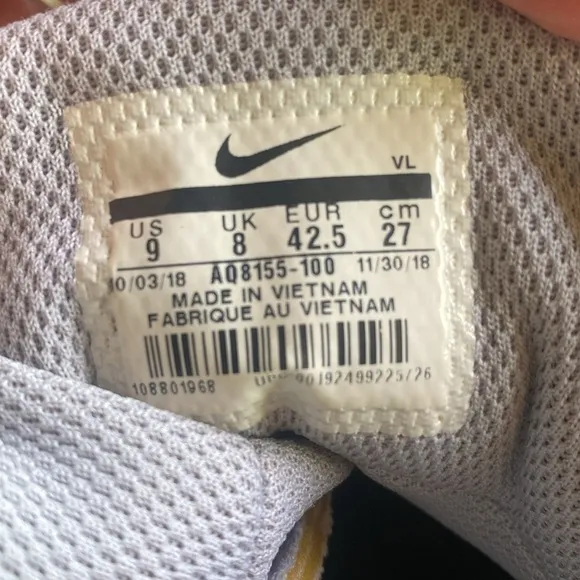 VL
US UK EUR cm
9 8 42.5 27
10/03/18 AQ8155-100 11/30/18
MADE IN VIETNAM
FABRIQUE AU VIETNAM
108801968